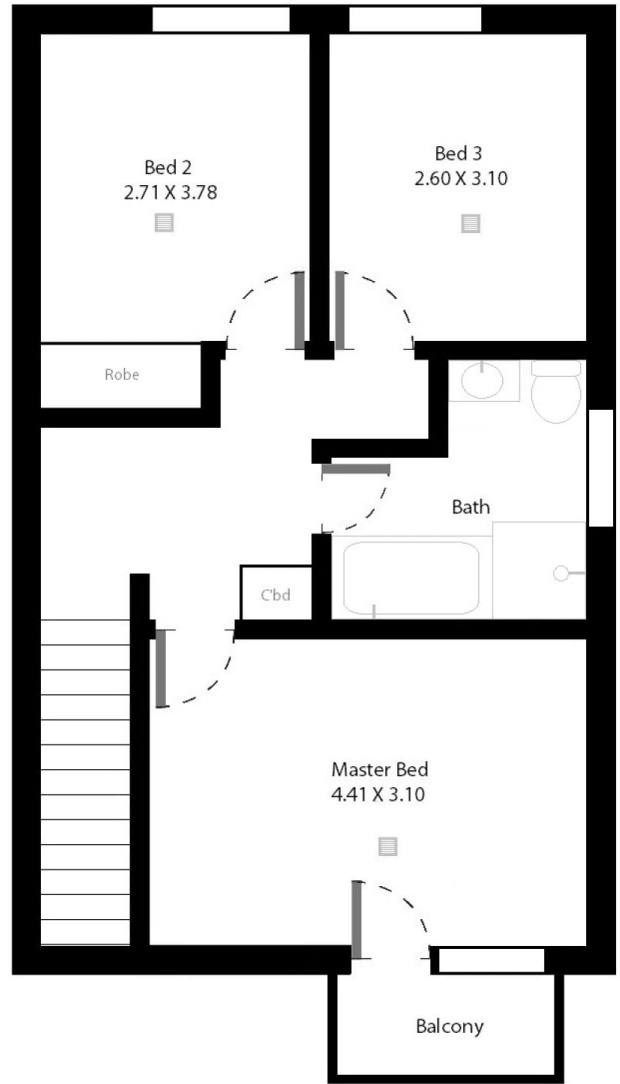 Bed 2
2.71 X 3.78
Bed 3
2.60 X 3.10
Robe
Bath
C'bd
Master Bed
4.41 X 3.10
Balcony